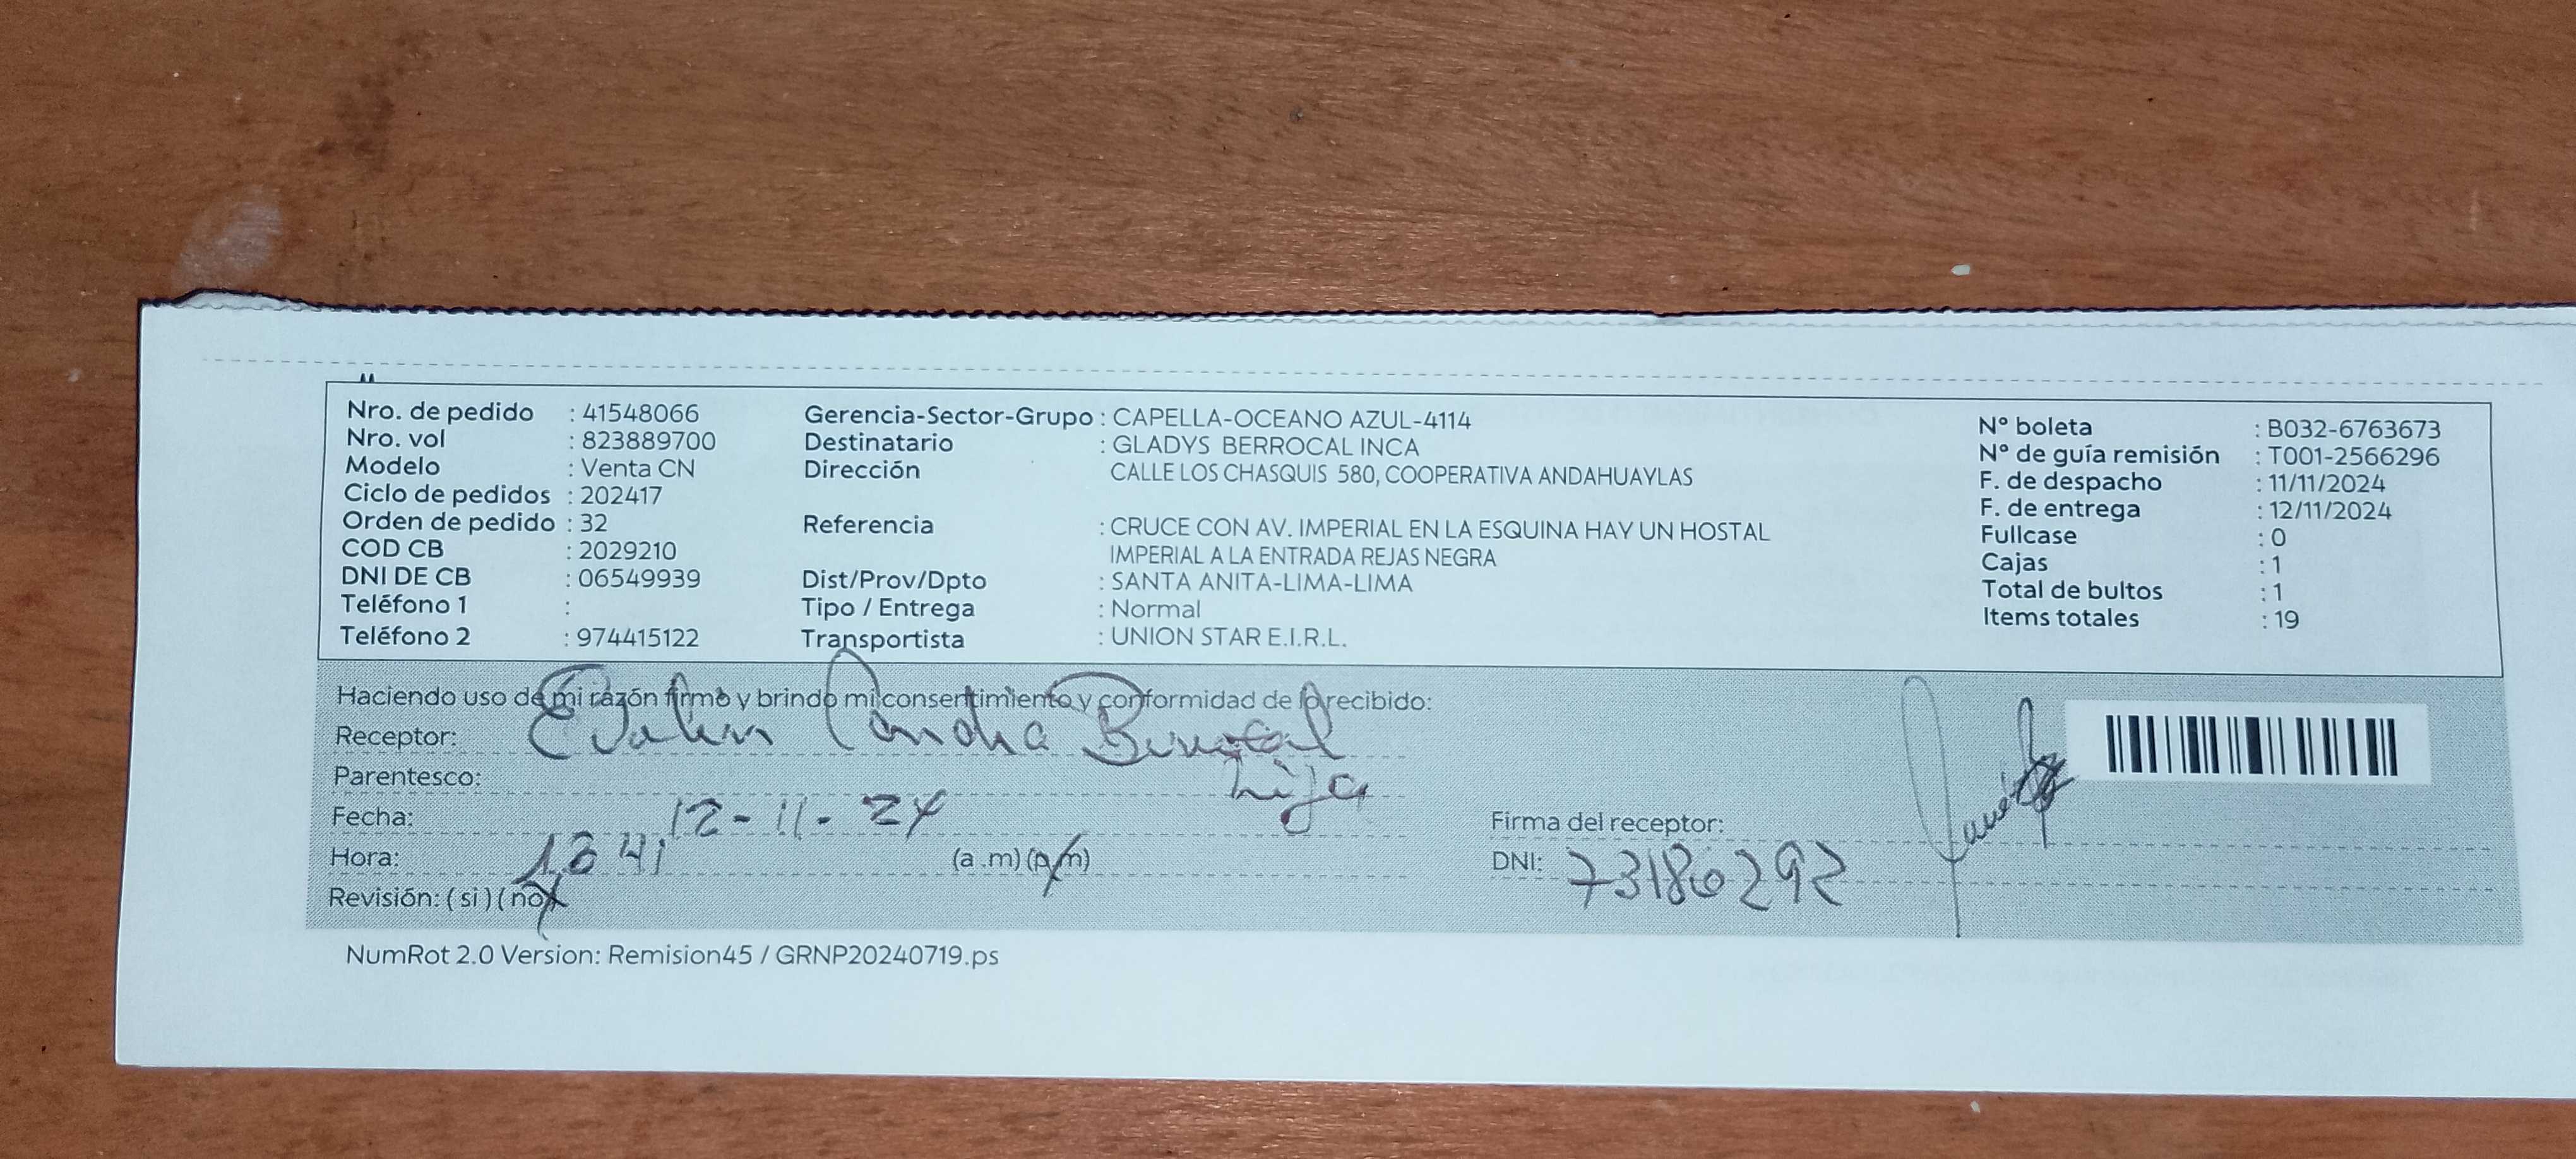 Nro. de pedido : 41548066
Nro. vol : 823889700
Modelo : Venta CN
Ciclo de pedidos : 202417
Orden de pedido : 32
COD CB : 2029210
DNI DE CB : 06549939
Teléfono 1 :
Teléfono 2 : 974415122
Gerencia-Sector-Grupo : CAPELLA-OCEANO AZUL-4114
Destinatario : GLADYS BERROCAL INCA
Dirección CALLE LOS CHASQUIS 580, COOPERATIVA ANDAHUAYLAS
Referencia : CRUCE CON AV. IMPERIAL EN LA ESQUINA HAY UN HOSTAL
IMPERIAL A LA ENTRADA REJAS NEGRA
Dist/Prov/Dpto : SANTA ANITA-LIMA-LIMA
Tipo / Entrega : Normal
Transportista : UNION STAR E.I.R.L.
N° boleta : B032-6763673
N° de guía remisión : T001-2566296
F. de despacho : 11/11/2024
F. de entrega : 12/11/2024
Fullcase : 0
Cajas : 1
Total de bultos : 1
Items totales : 19
Haciendo uso de mi razón firmo y brindo mi consentimiento y conformidad de lo recibido:
Receptor: Berrocal
Parentesco: hija
Fecha: 12-11-24
Hora: (a .m) (p.m)
Revisión: ( si ) ( no )
Firma del receptor:
DNI: 73186292
NumRot 2.0 Version: Remision45 / GRNP20240719.ps